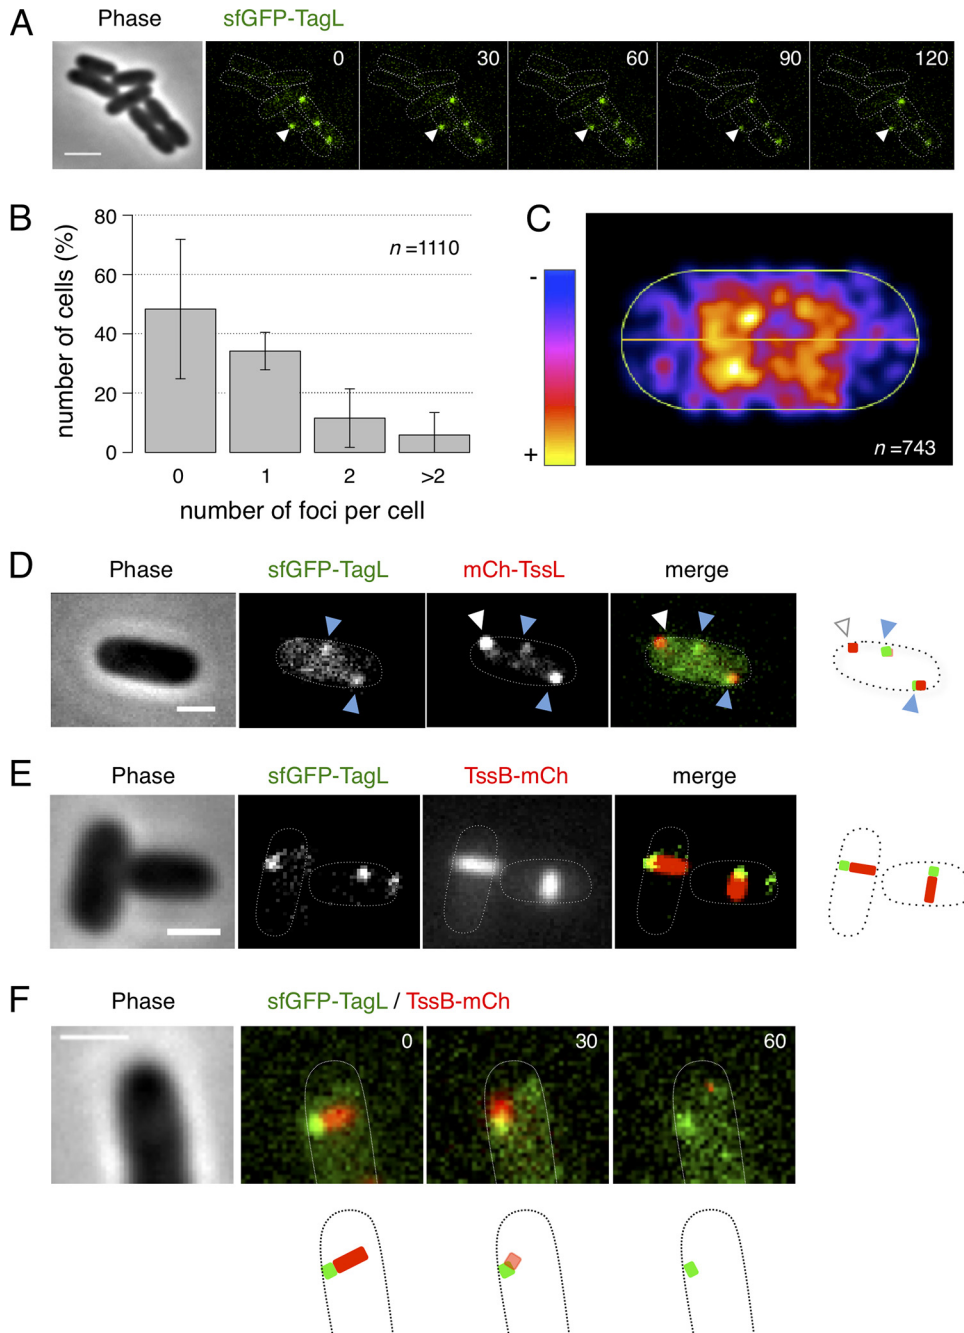 A
Phase
sfGFP-TagL
0
30
60
90
120
B
80
60
40
20
0
number of cells (%)
n =1110
0
1
2
>2
number of foci per cell
C
-
+
n =743
D
Phase
sfGFP-TagL
mCh-TssL
merge
E
Phase
sfGFP-TagL
TssB-mCh
merge
F
Phase
sfGFP-TagL / TssB-mCh
0
30
60